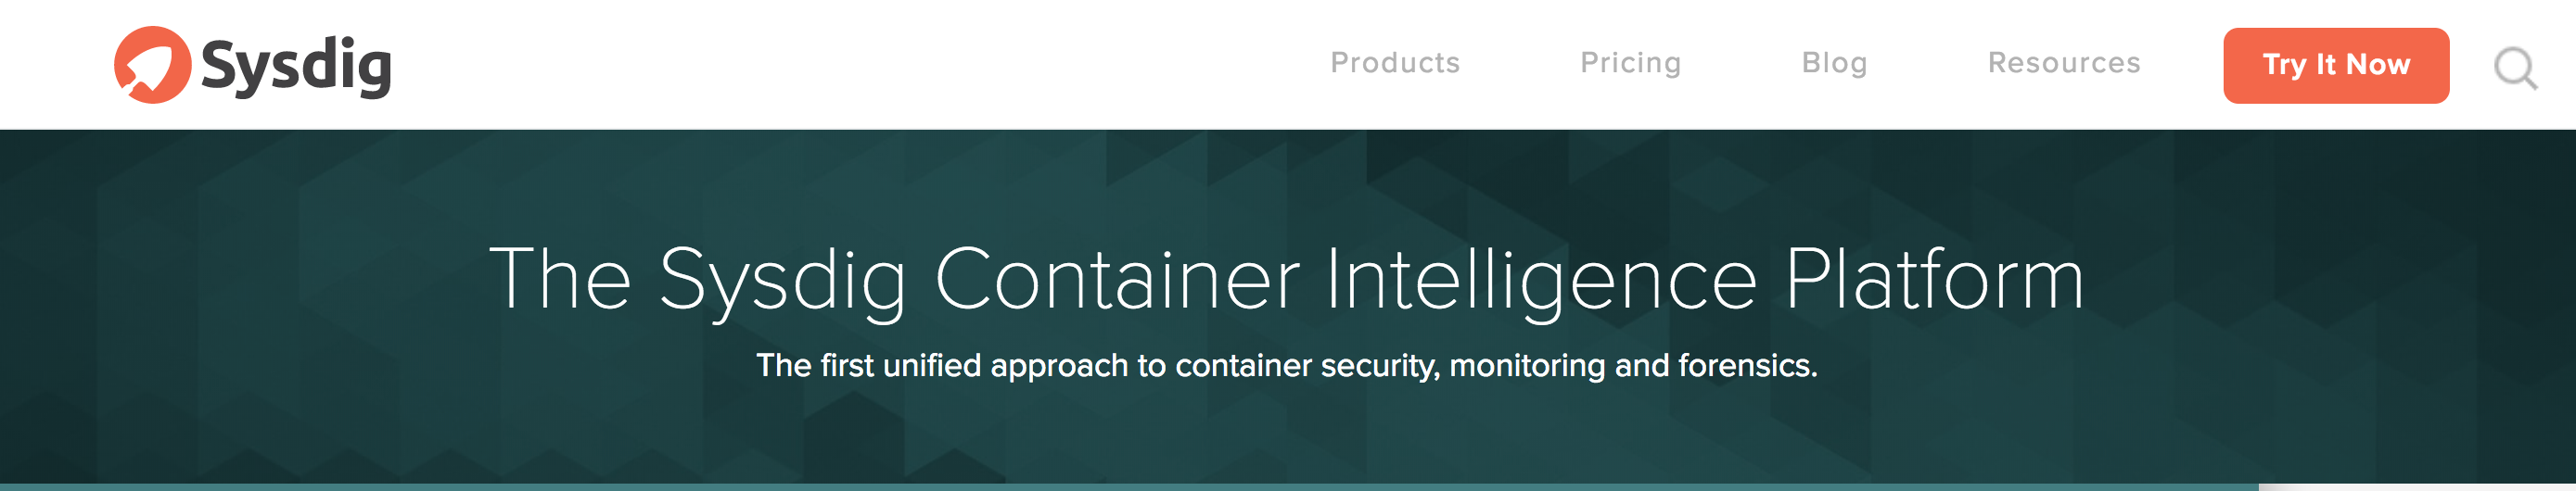 Sysdig
Products Pricing Blog Resources Try It Now
The Sysdig Container Intelligence Platform
The first unified approach to container security, monitoring and forensics.